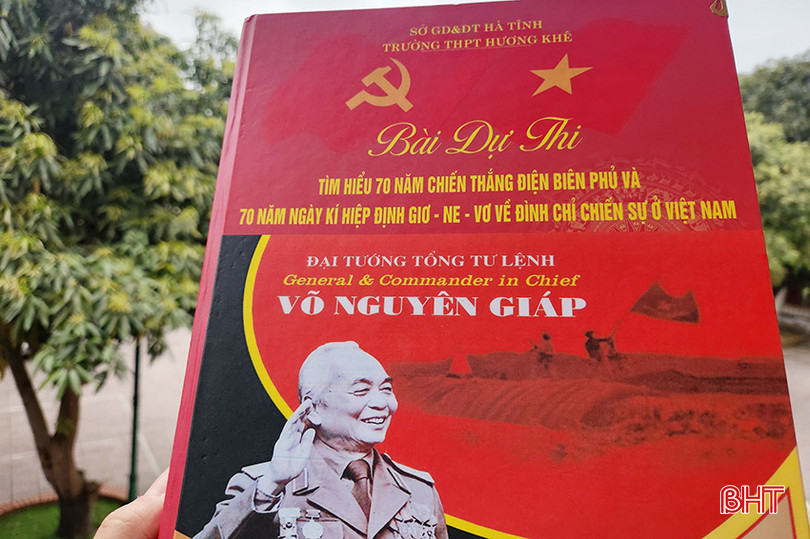 SỞ GD&ĐT HÀ TĨNH
TRƯỜNG THPT HƯƠNG KHÊ
Bài Dự Thi
TÌM HIỂU 70 NĂM CHIẾN THẮNG ĐIỆN BIÊN PHỦ VÀ
70 NĂM NGÀY KÍ HIỆP ĐỊNH GIƠ - NE - VƠ VỀ ĐÌNH CHỈ CHIẾN SỰ Ở VIỆT NAM
ĐẠI TƯỚNG TỔNG TƯ LỆNH
General & Commander in Chief
VÕ NGUYÊN GIÁP
BHT